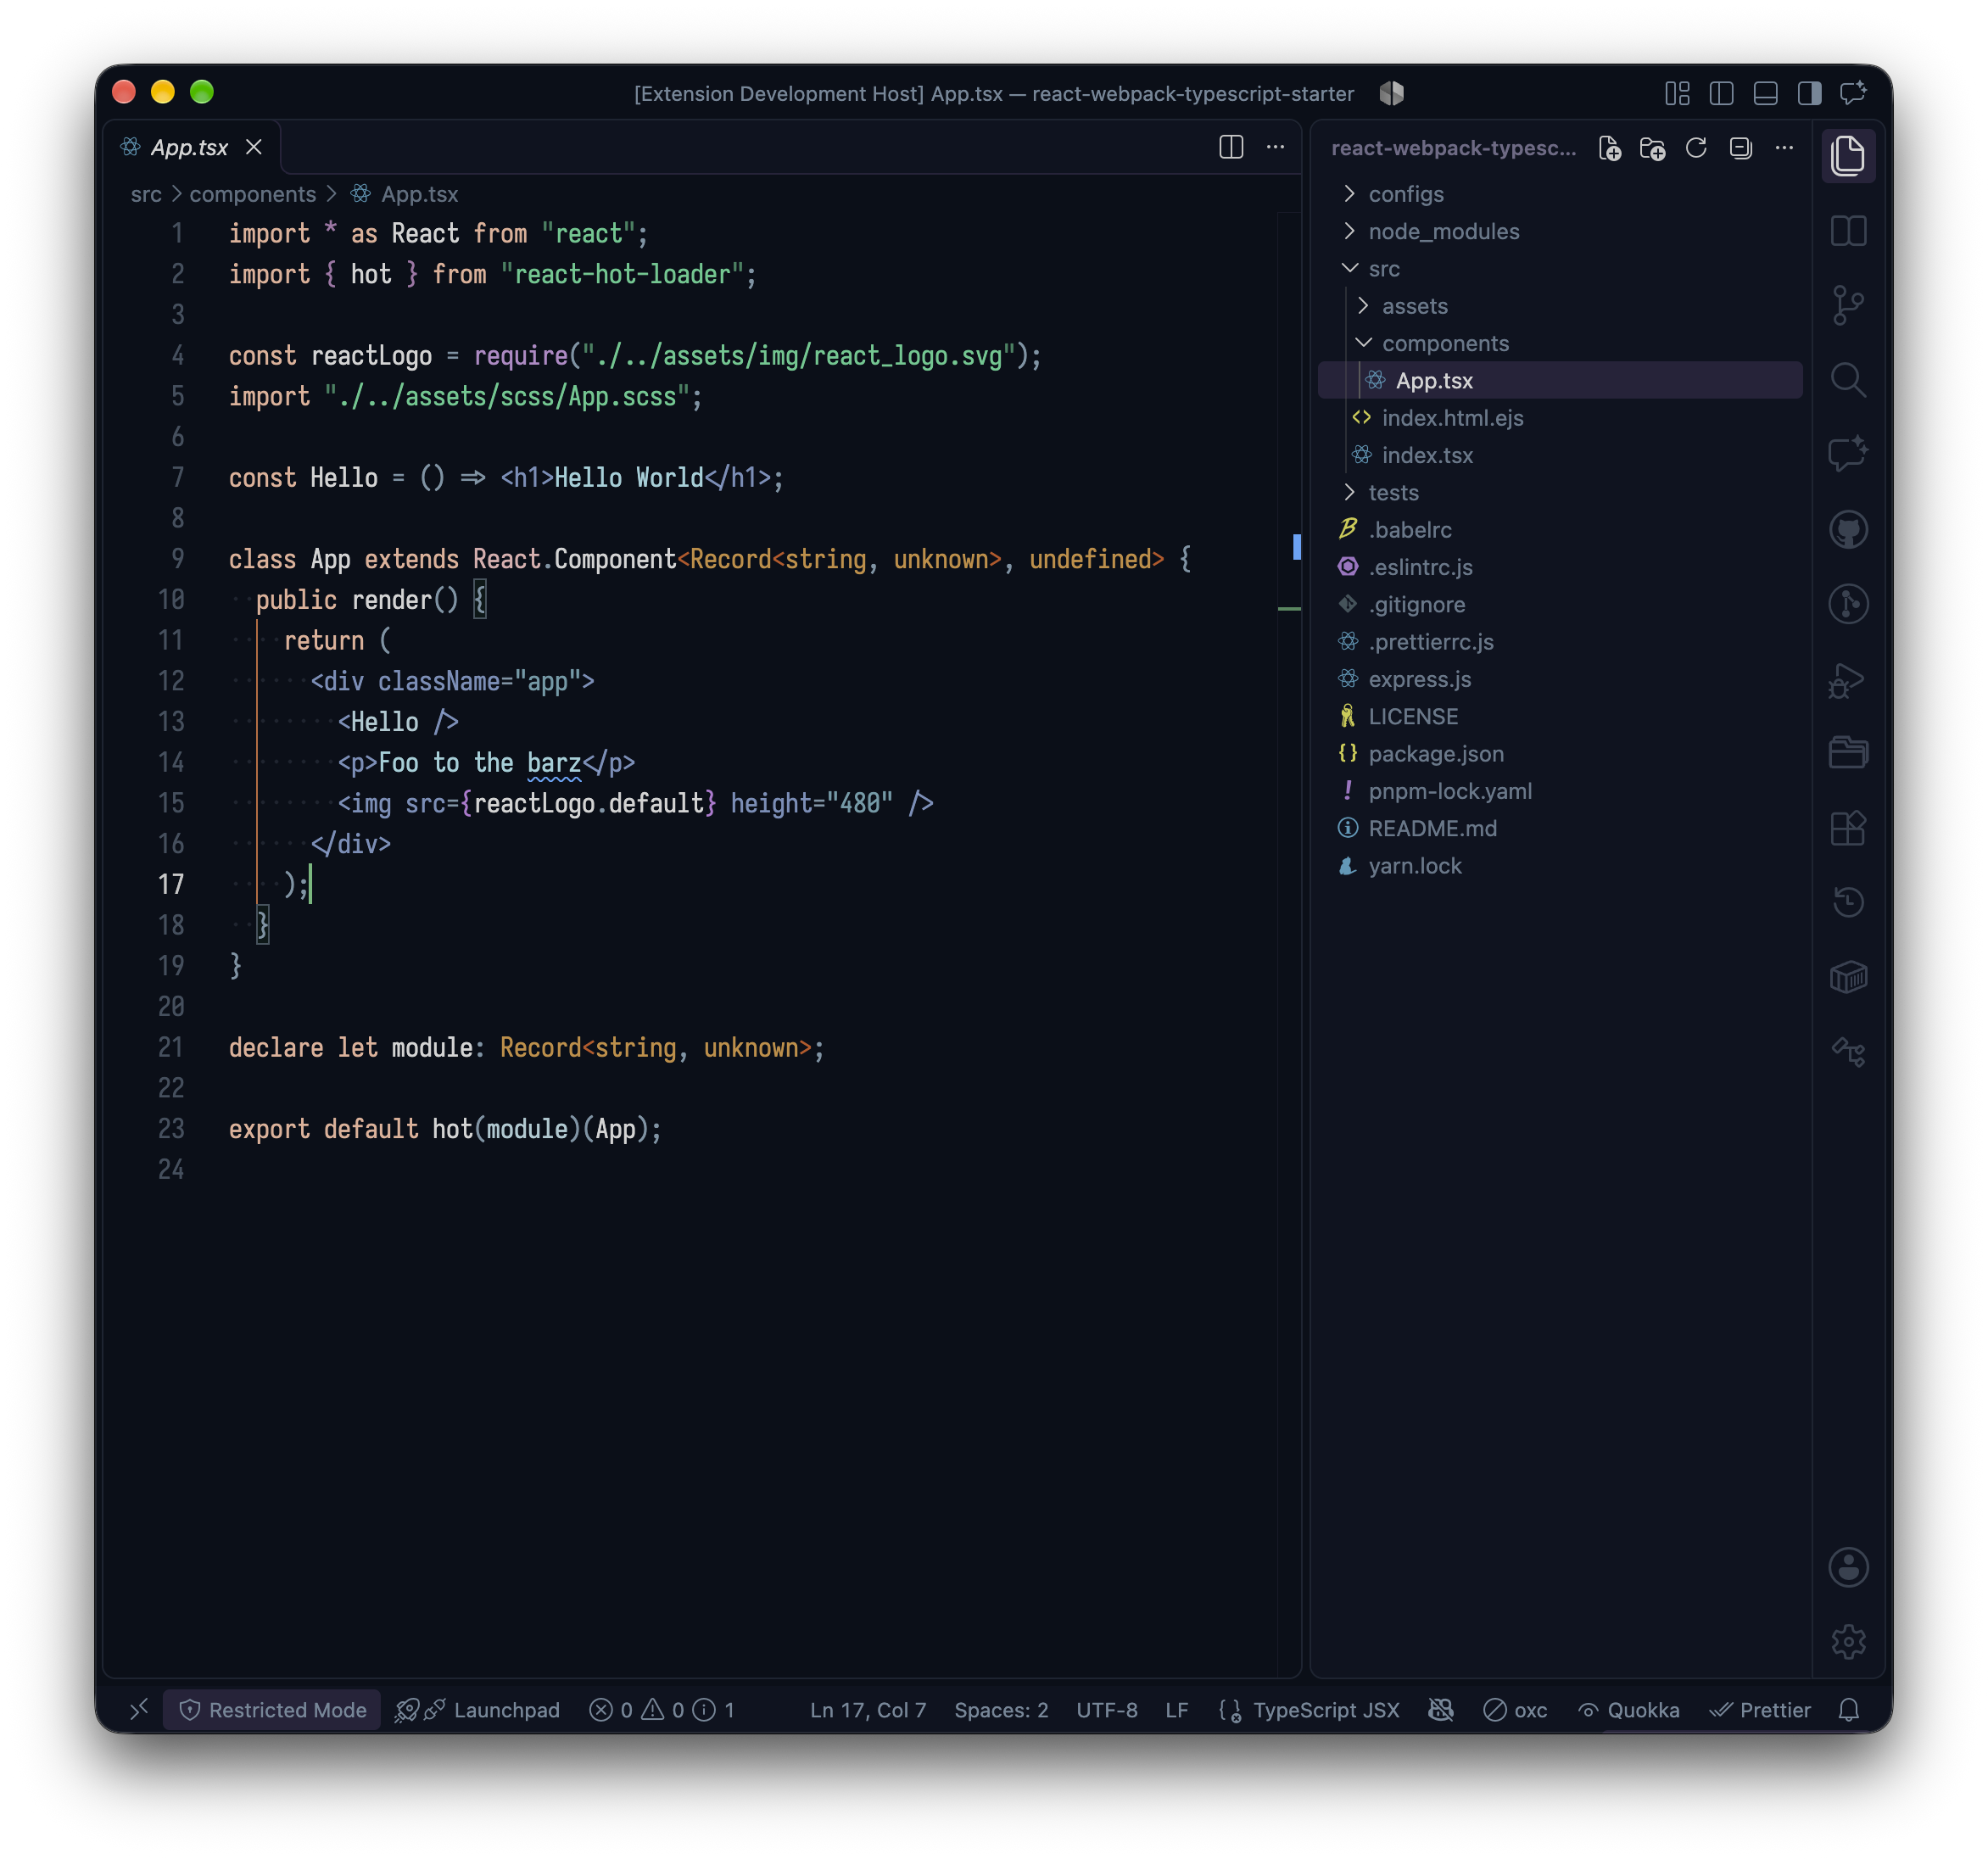 [Extension Development Host] App.tsx — react-webpack-typescript-starter
App.tsx
src > components > App.tsx
1 import * as React from "react";
2 import { hot } from "react-hot-loader";
3
4 const reactLogo = require("./../assets/img/react_logo.svg");
5 import "./../assets/scss/App.scss";
6
7 const Hello = () => <h1>Hello World</h1>;
8
9 class App extends React.Component<Record<string, unknown>, undefined> {
10 public render() {
11 return (
12 <div className="app">
13 <Hello />
14 <p>Foo to the barz</p>
15 <img src={reactLogo.default} height="480" />
16 </div>
17 );
18 }
19 }
20
21 declare let module: Record<string, unknown>;
22
23 export default hot(module)(App);
24
react-webpack-typesc...
configs
node_modules
src
assets
components
App.tsx
index.html.ejs
index.tsx
tests
.babelrc
.eslintrc.js
.gitignore
.prettierrc.js
express.js
LICENSE
package.json
pnpm-lock.yaml
README.md
yarn.lock
Restricted Mode Launchpad 0 0 1 Ln 17, Col 7 Spaces: 2 UTF-8 LF TypeScript JSX oxc Quokka Prettier